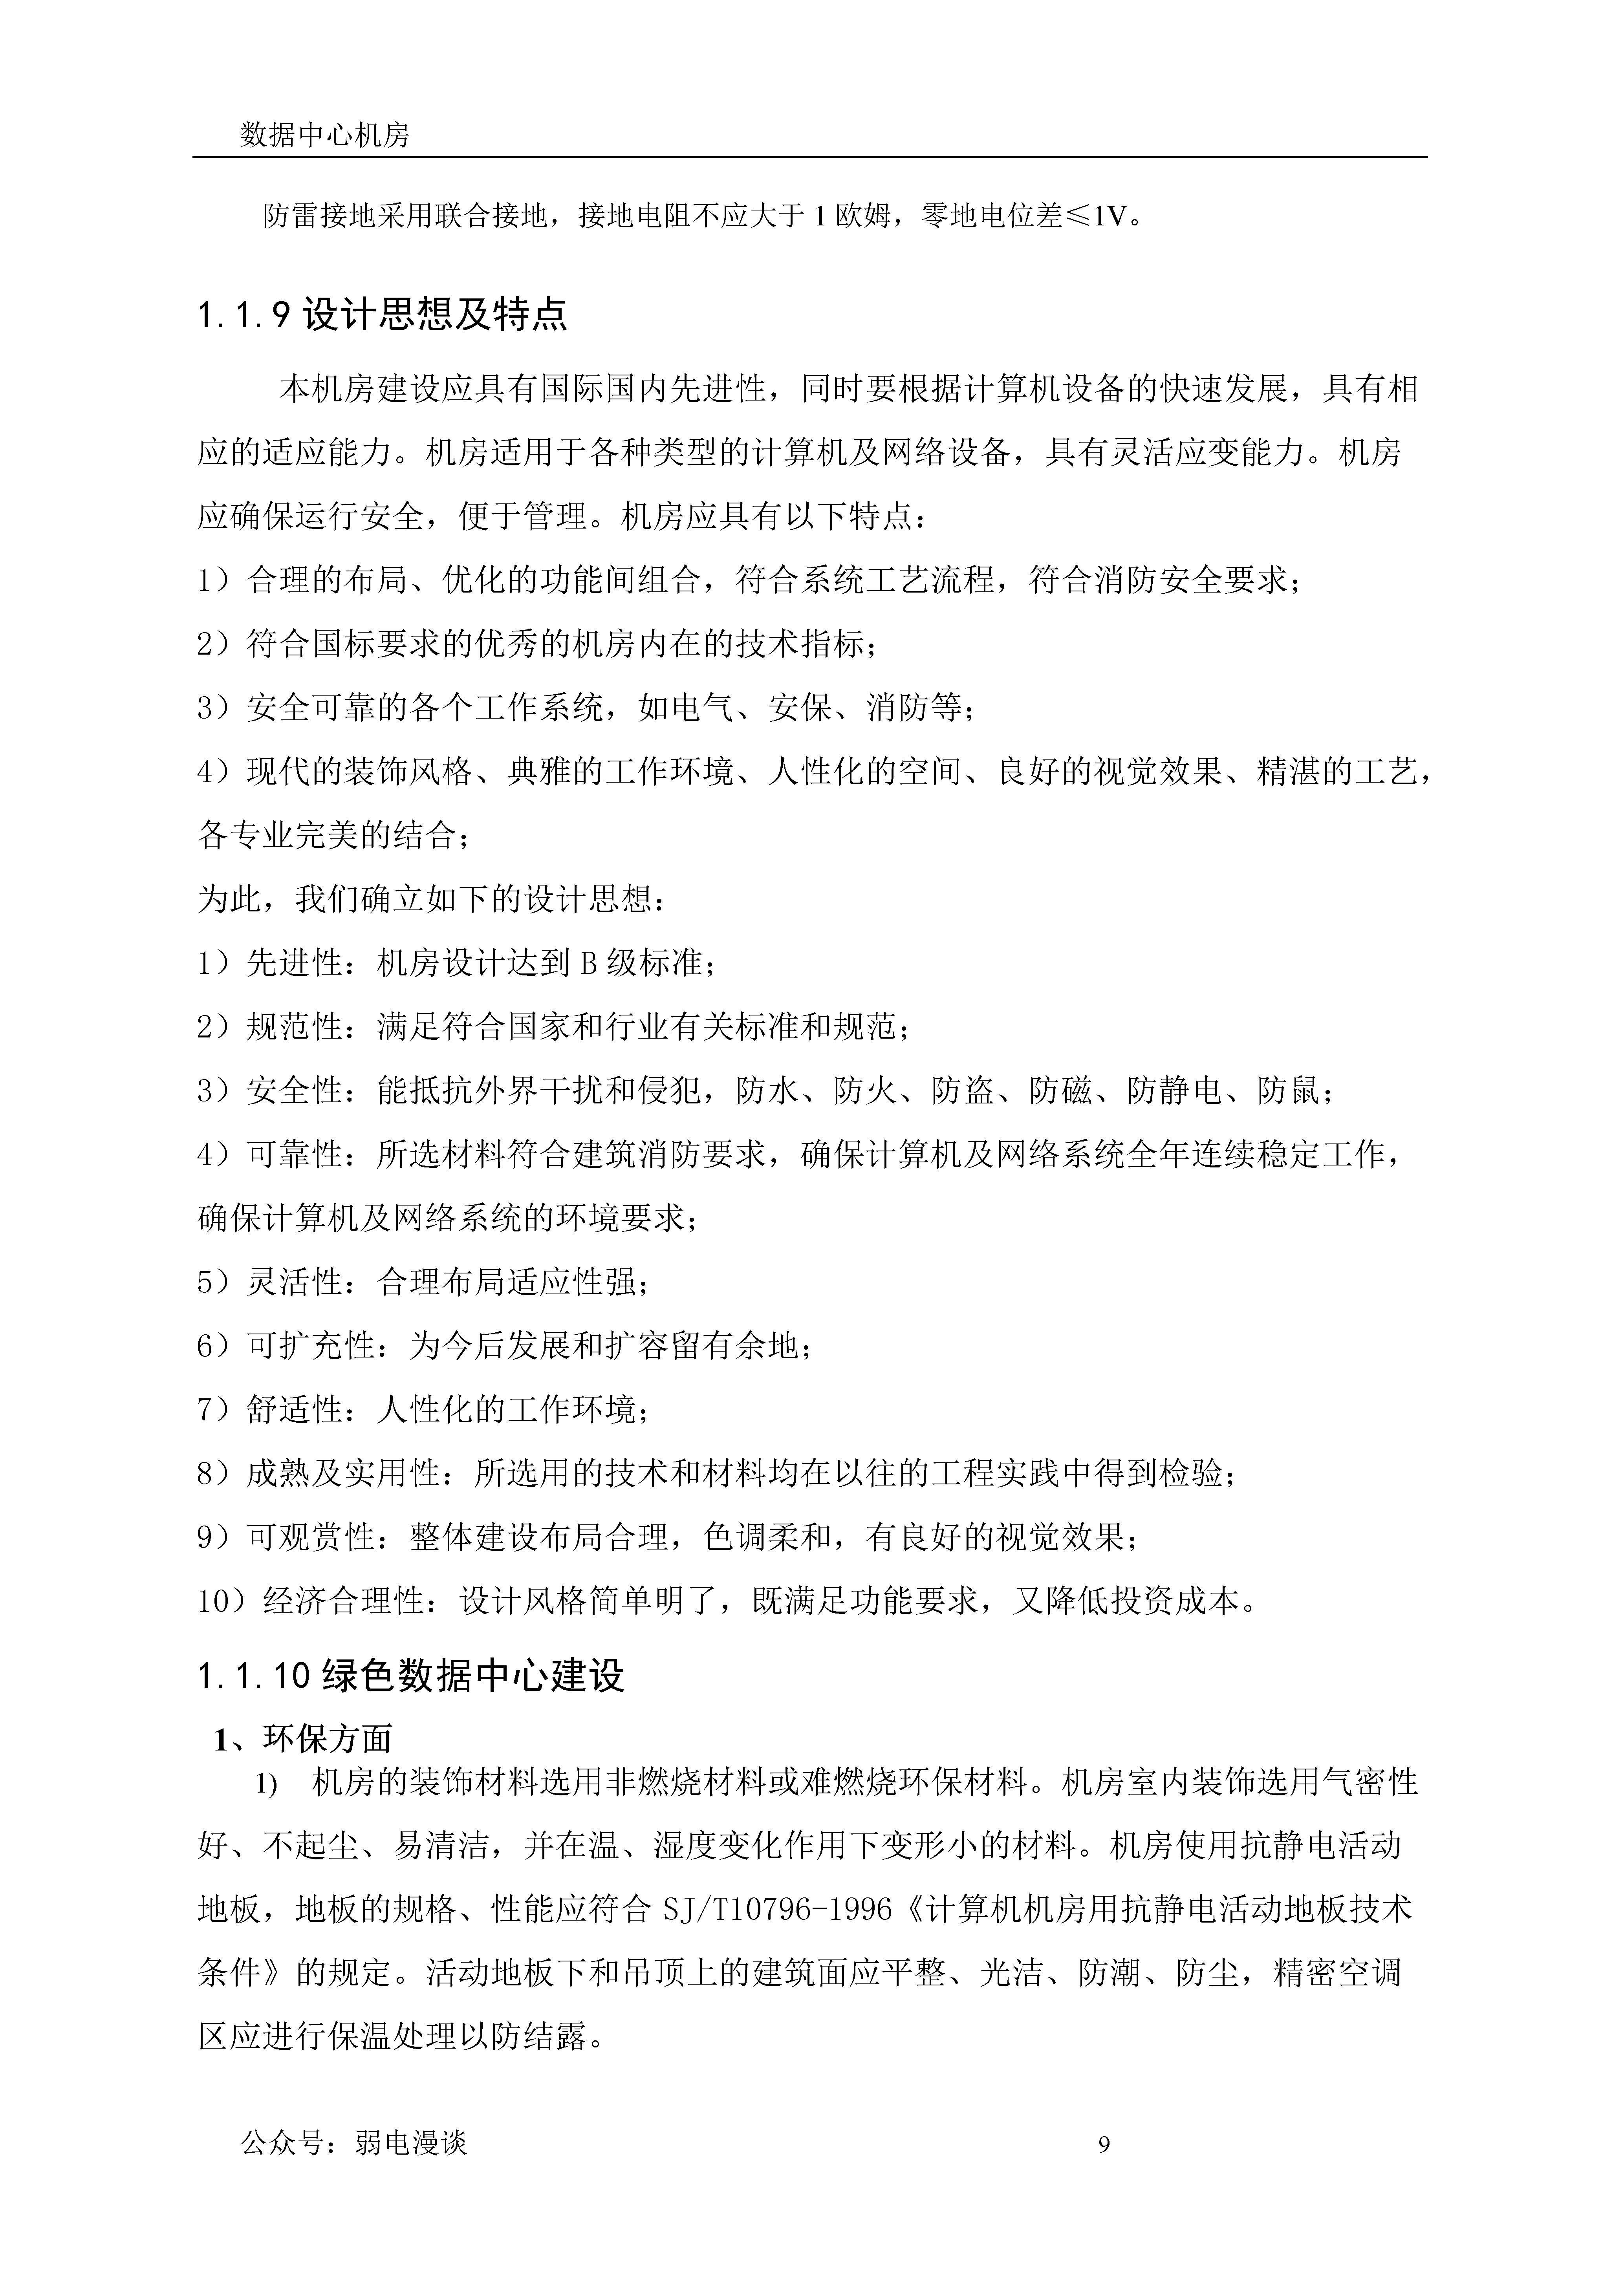 数据中心机房
防雷接地采用联合接地，接地电阻不应大于 1 欧姆，零地电位差≤1V。
1.1.9 设计思想及特点
本机房建设应具有国际国内先进性，同时要根据计算机设备的快速发展，具有相
应的适应能力。机房适用于各种类型的计算机及网络设备，具有灵活应变能力。机房
应确保运行安全，便于管理。机房应具有以下特点：
1）合理的布局、优化的功能间组合，符合系统工艺流程，符合消防安全要求；
2）符合国标要求的优秀的机房内在的技术指标；
3）安全可靠的各个工作系统，如电气、安保、消防等；
4）现代的装饰风格、典雅的工作环境、人性化的空间、良好的视觉效果、精湛的工艺，
各专业完美的结合；
为此，我们确立如下的设计思想：
1）先进性：机房设计达到 B 级标准；
2）规范性：满足符合国家和行业有关标准和规范；
3）安全性：能抵抗外界干扰和侵犯，防水、防火、防盗、防磁、防静电、防鼠；
4）可靠性：所选材料符合建筑消防要求，确保计算机及网络系统全年连续稳定工作，
确保计算机及网络系统的环境要求；
5）灵活性：合理布局适应性强；
6）可扩充性：为今后发展和扩容留有余地；
7）舒适性：人性化的工作环境；
8）成熟及实用性：所选用的技术和材料均在以往的工程实践中得到检验；
9）可观赏性：整体建设布局合理，色调柔和，有良好的视觉效果；
10）经济合理性：设计风格简单明了，既满足功能要求，又降低投资成本。
1.1.10 绿色数据中心建设
1、环保方面
1) 机房的装饰材料选用非燃烧材料或难燃烧环保材料。机房室内装饰选用气密性
好、不起尘、易清洁，并在温、湿度变化作用下变形小的材料。机房使用抗静电活动
地板，地板的规格、性能应符合 SJ/T10796-1996《计算机机房用抗静电活动地板技术
条件》的规定。活动地板下和吊顶上的建筑面应平整、光洁、防潮、防尘，精密空调
区应进行保温处理以防结露。
公众号：弱电漫谈 9